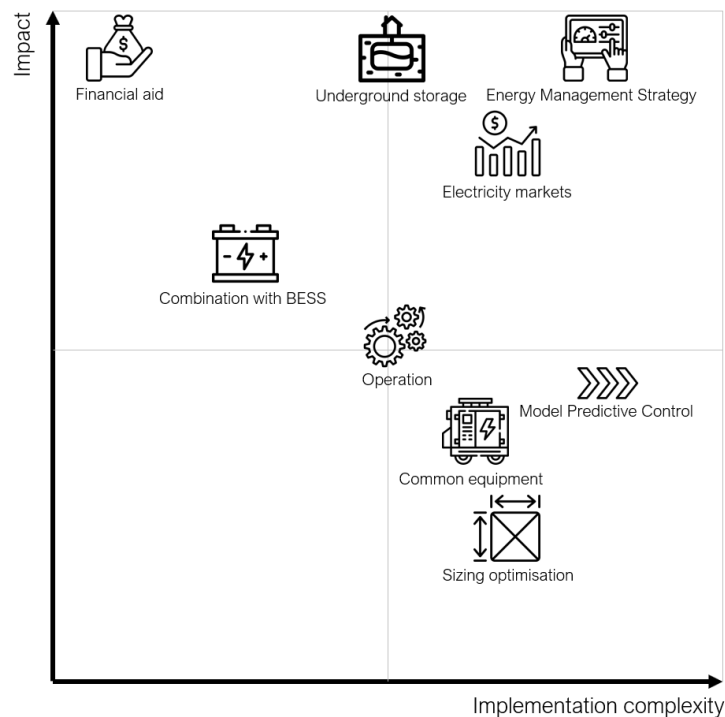 Impact
$
Financial aid
Underground storage
Energy Management Strategy
$
Electricity markets
Combination with BESS
Operation
Model Predictive Control
Common equipment
Sizing optimisation
Implementation complexity